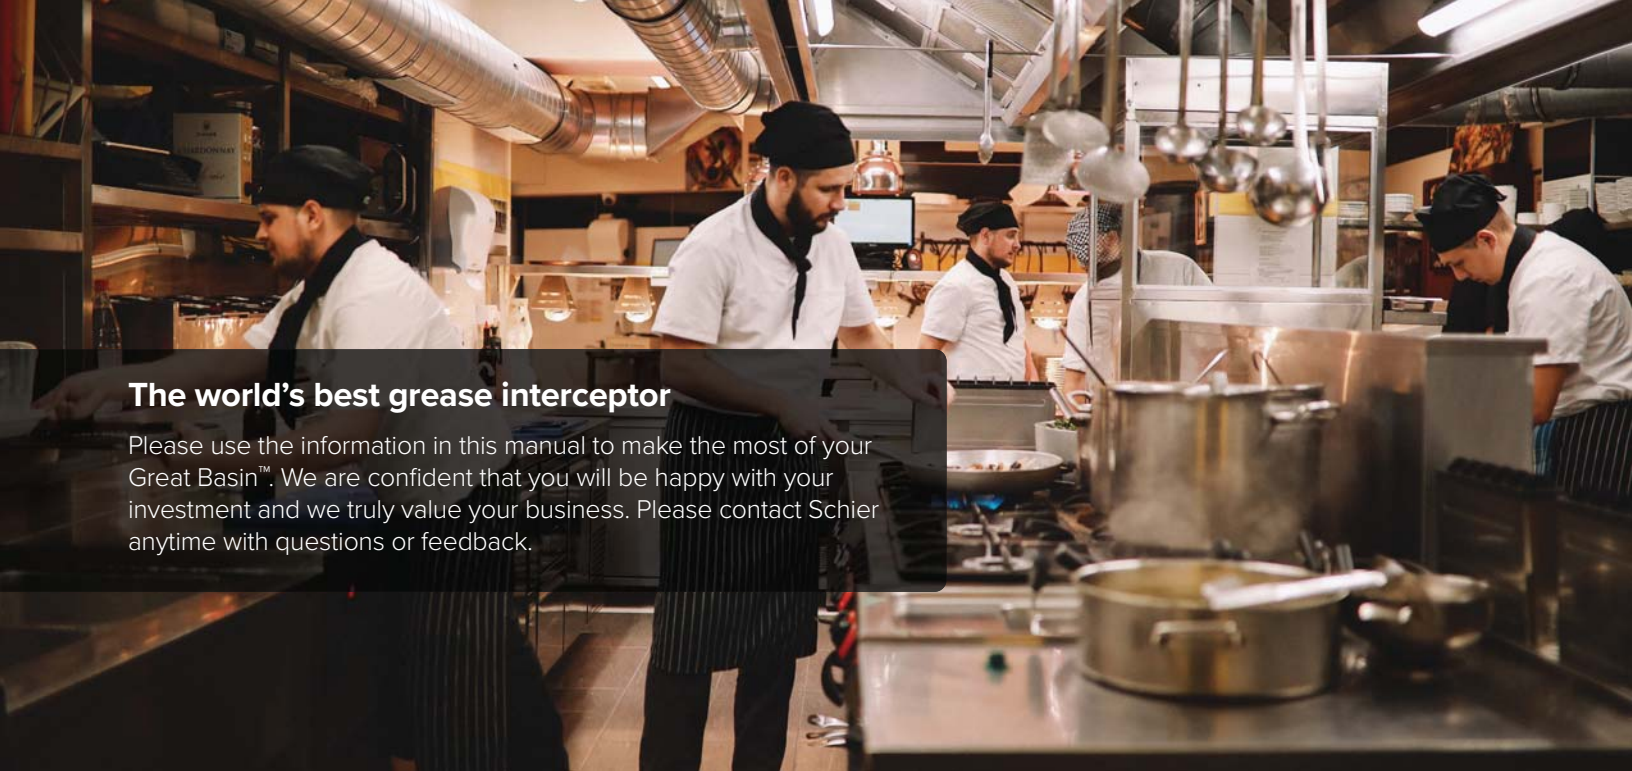 The world’s best grease interceptor
Please use the information in this manual to make the most of your
Great Basin™. We are confident that you will be happy with your
investment and we truly value your business. Please contact Schier
anytime with questions or feedback.
CHARDONNAY